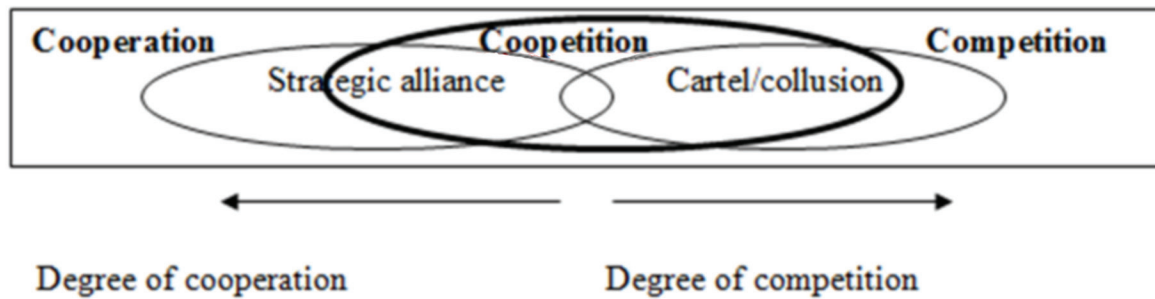 Cooperation Coopetition Competition
Strategic alliance Cartel/collusion
Degree of cooperation Degree of competition